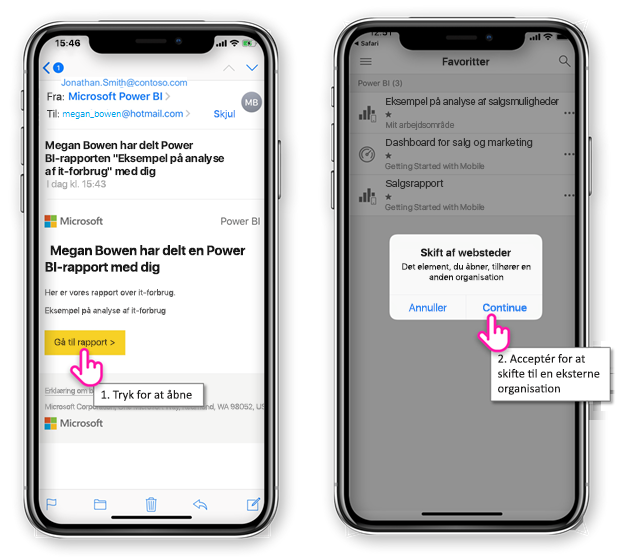 15:46
1
Jonathan.Smith@contoso.com
Fra: Microsoft Power BI
MB
Til: megan_bowen@hotmail.com
Skjul
Megan Bowen har delt Power
BI-rapporten "Eksempel på analyse
af it-forbrug" med dig
I dag kl. 15:43
Microsoft
Power BI
Megan Bowen har delt en Power
BI-rapport med dig
Her er vores rapport over it-forbrug.
Eksempel på analyse af it-forbrug
Gå til rapport >
1. Tryk for at åbne
Erklæring om
Microsoft WA 98052, US
Microsoft
12:51
Safari
Favoritter
Power BI (3)
Eksempel på analyse af salgsmuligheder
Mit arbejdsområde
Dashboard for salg og marketing
Getting Started with Mobile
Salgsrapport
Getting Started with Mobile
Skift af websteder
Det element, du åbner, tilhører en
anden organisation
Annuller
Continue
2. Acceptér for at
skifte til en eksterne
organisation